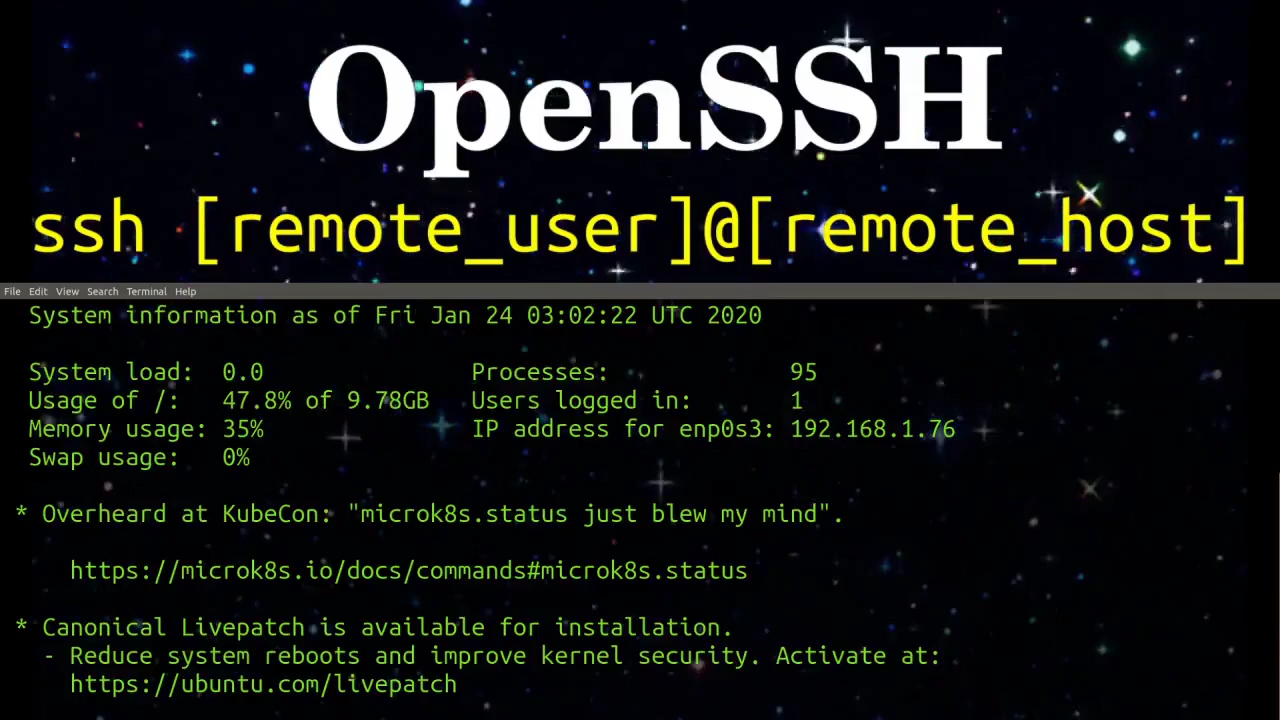 OpenSSH
ssh [remote_user]@[remote_host]
File Edit View Search Terminal Help
System information as of Fri Jan 24 03:02:22 UTC 2020
System load: 0.0 Processes: 95
Usage of /: 47.8% of 9.78GB Users logged in: 1
Memory usage: 35% IP address for enp0s3: 192.168.1.76
Swap usage: 0%
* Overheard at KubeCon: "microk8s.status just blew my mind".
https://microk8s.io/docs/commands#microk8s.status
* Canonical Livepatch is available for installation.
- Reduce system reboots and improve kernel security. Activate at:
https://ubuntu.com/livepatch